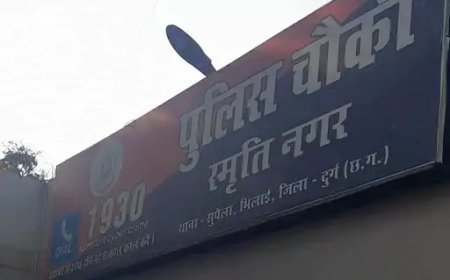 पुलिस चौकी
स्मृति नगर
थाना - सुपेला, भिलाई, जिला - दुर्ग (छ.ग.)
DIAL
1930